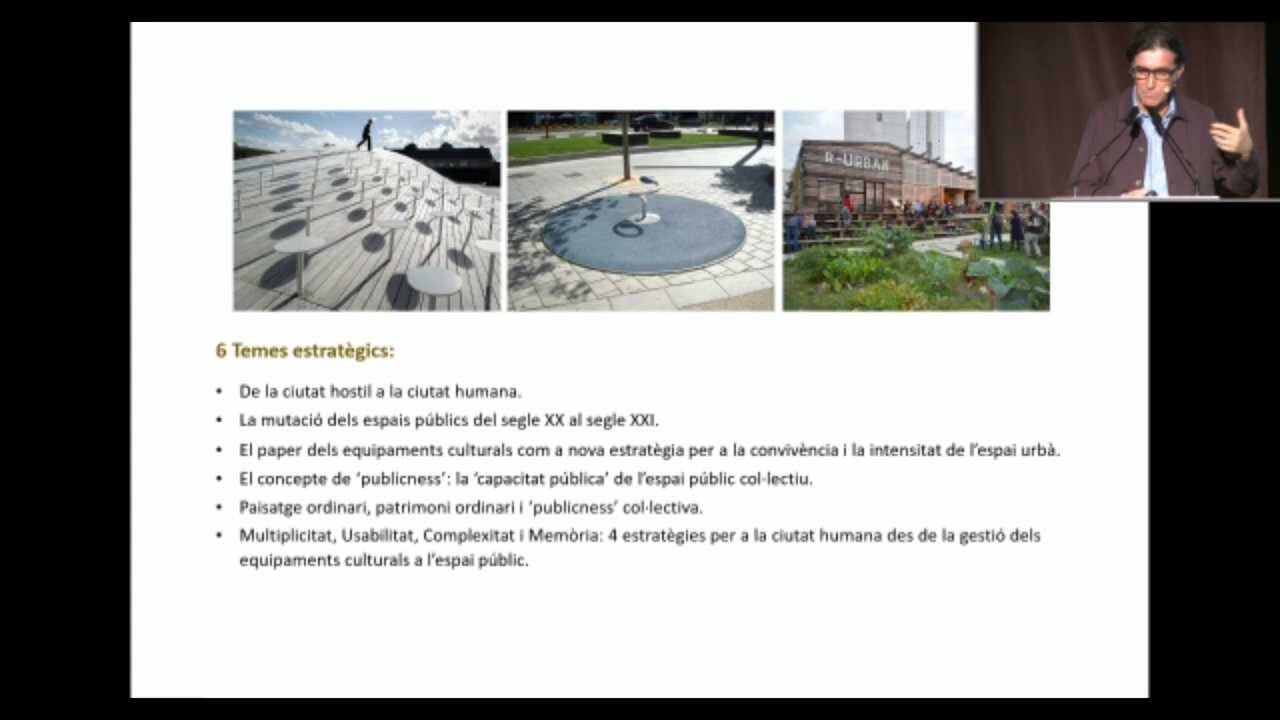 R-URBAN
6 Temes estratègics:
• De la ciutat hostil a la ciutat humana.
• La mutació dels espais públics del segle XX al segle XXI.
• El paper dels equipaments culturals com a nova estratègia per a la convivència i la intensitat de l'espai urbà.
• El concepte de 'publicness': la 'capacitat pública' de l'espai públic col·lectiu.
• Paisatge ordinari, patrimoni ordinari i 'publicness' col·lectiva.
• Multiplicitat, Usabilitat, Complexitat i Memòria: 4 estratègies per a la ciutat humana des de la gestió dels
equipaments culturals a l'espai públic.